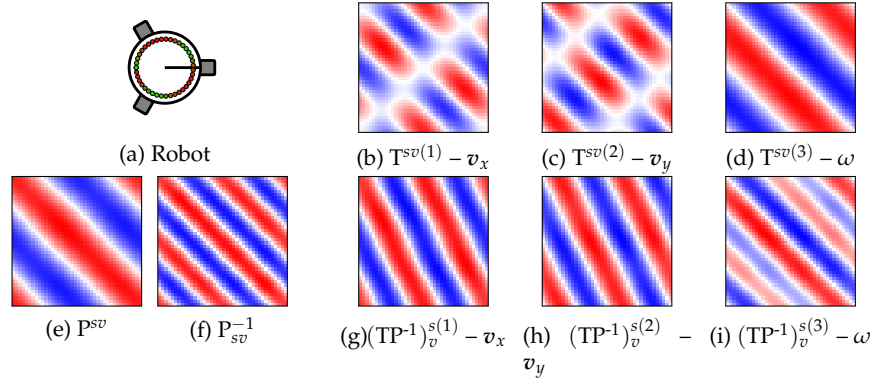 (a) Robot
(b) T^{sv(1)} – v_x
(c) T^{sv(2)} – v_y
(d) T^{sv(3)} – ω
(e) P^{sv}
(f) P_{sv}^{−1}
(g)(TP^{-1})_v^{s(1)} – v_x
(h) (TP^{-1})_v^{s(2)} –
v_y
(i) (TP^{-1})_v^{s(3)} – ω